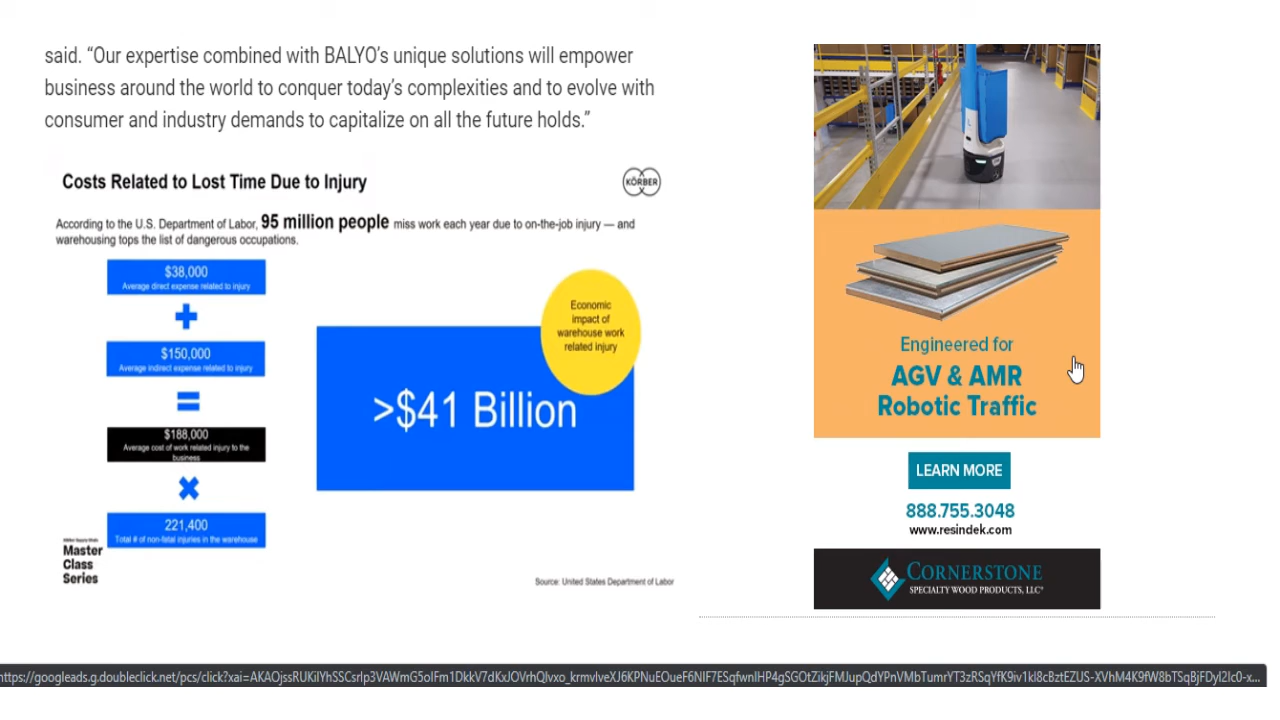 said. “Our expertise combined with BALYO’s unique solutions will empower
business around the world to conquer today’s complexities and to evolve with
consumer and industry demands to capitalize on all the future holds.”
Costs Related to Lost Time Due to Injury
KÖRBER
According to the U.S. Department of Labor, 95 million people miss work each year due to on-the-job injury — and
warehousing tops the list of dangerous occupations.
$38,000
Average direct expense related to injury
$150,000
Average indirect expense related to injury
$188,000
Average cost of work related injury to the
business
221,400
Total # of non-fatal injuries in the warehouse
Economic
impact of
warehouse work
related injury
>$41 Billion
Master
Class
Series
Source: United States Department of Labor
Engineered for
AGV & AMR
Robotic Traffic
LEARN MORE
888.755.3048
www.resindek.com
CORNERSTONE
SPECIALTY WOOD PRODUCTS, LLC®